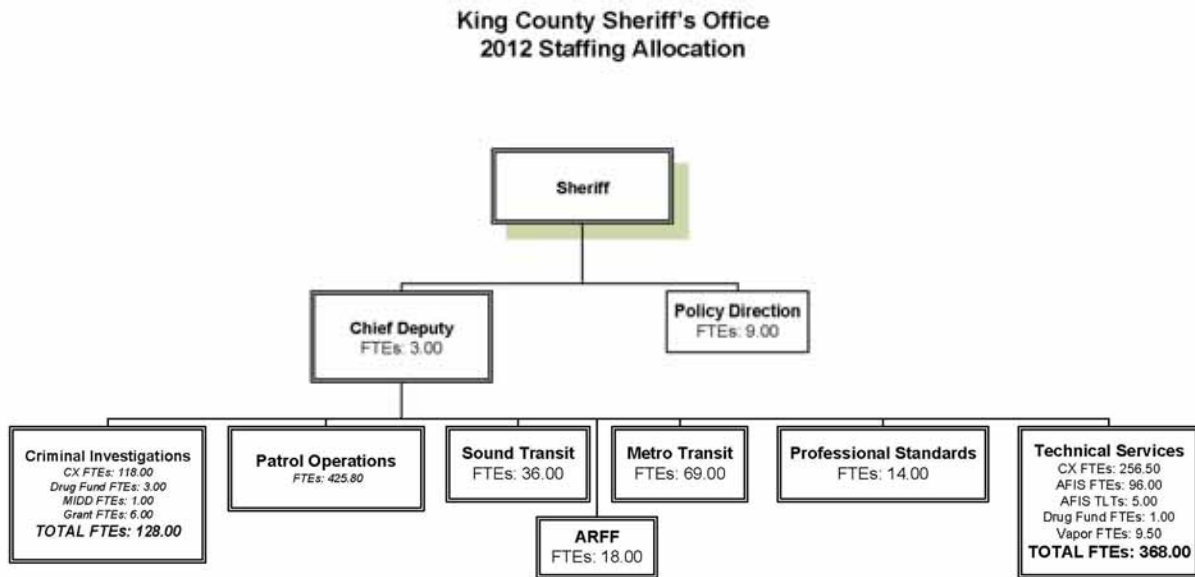 King County Sheriff's Office
2012 Staffing Allocation
Sheriff
Chief Deputy
FTEs: 3.00
Policy Direction
FTEs: 9.00
Criminal Investigations
CX FTEs: 118.00
Drug Fund FTEs: 3.00
MIDD FTEs: 1.00
Grant FTEs: 6.00
TOTAL FTEs: 128.00
Patrol Operations
FTEs: 425.80
Sound Transit
FTEs: 36.00
ARFF
FTEs: 18.00
Metro Transit
FTEs: 69.00
Professional Standards
FTEs: 14.00
Technical Services
CX FTEs: 256.50
AFIS FTEs: 96.00
AFIS TLTs: 5.00
Drug Fund FTEs: 1.00
Vapor FTEs: 9.50
TOTAL FTEs: 368.00